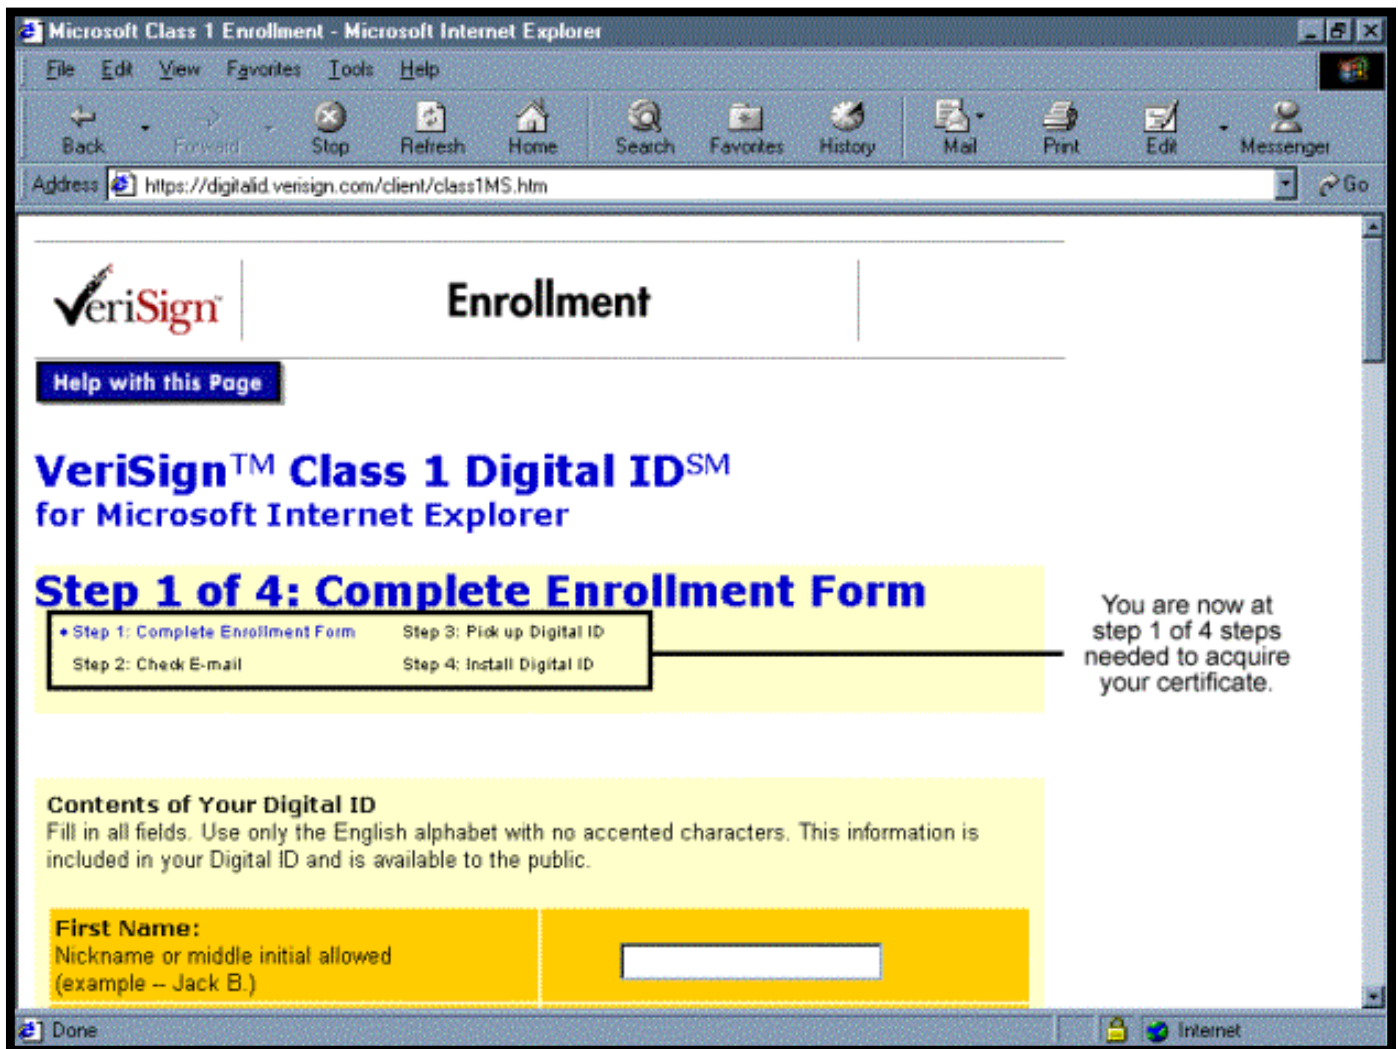 Microsoft Class 1 Enrollment - Microsoft Internet Explorer
File Edit View Favorites Tools Help
Back Forward Stop Refresh Home Search Favorites History Mail Print Edit Messenger
Address https://digitalid.verisign.com/client/class1MS.htm Go
VeriSign™ Enrollment
Help with this Page
VeriSign™ Class 1 Digital ID℠
for Microsoft Internet Explorer
Step 1 of 4: Complete Enrollment Form
• Step 1: Complete Enrollment Form Step 3: Pick up Digital ID
Step 2: Check E-mail Step 4: Install Digital ID
You are now at
step 1 of 4 steps
needed to acquire
your certificate.
Contents of Your Digital ID
Fill in all fields. Use only the English alphabet with no accented characters. This information is
included in your Digital ID and is available to the public.
First Name:
Nickname or middle initial allowed
(example -- Jack B.)
Done Internet